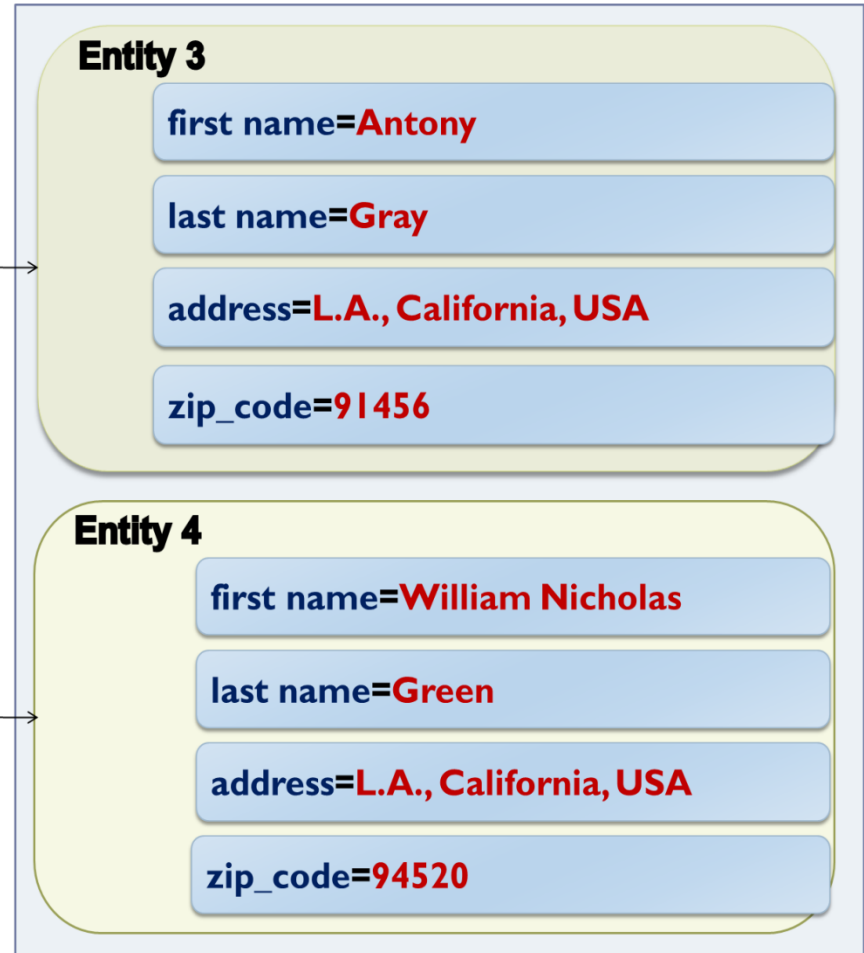 Entity 3
first name=Antony
last name=Gray
address=L.A., California, USA
zip_code=91456
Entity 4
first name=William Nicholas
last name=Green
address=L.A., California, USA
zip_code=94520